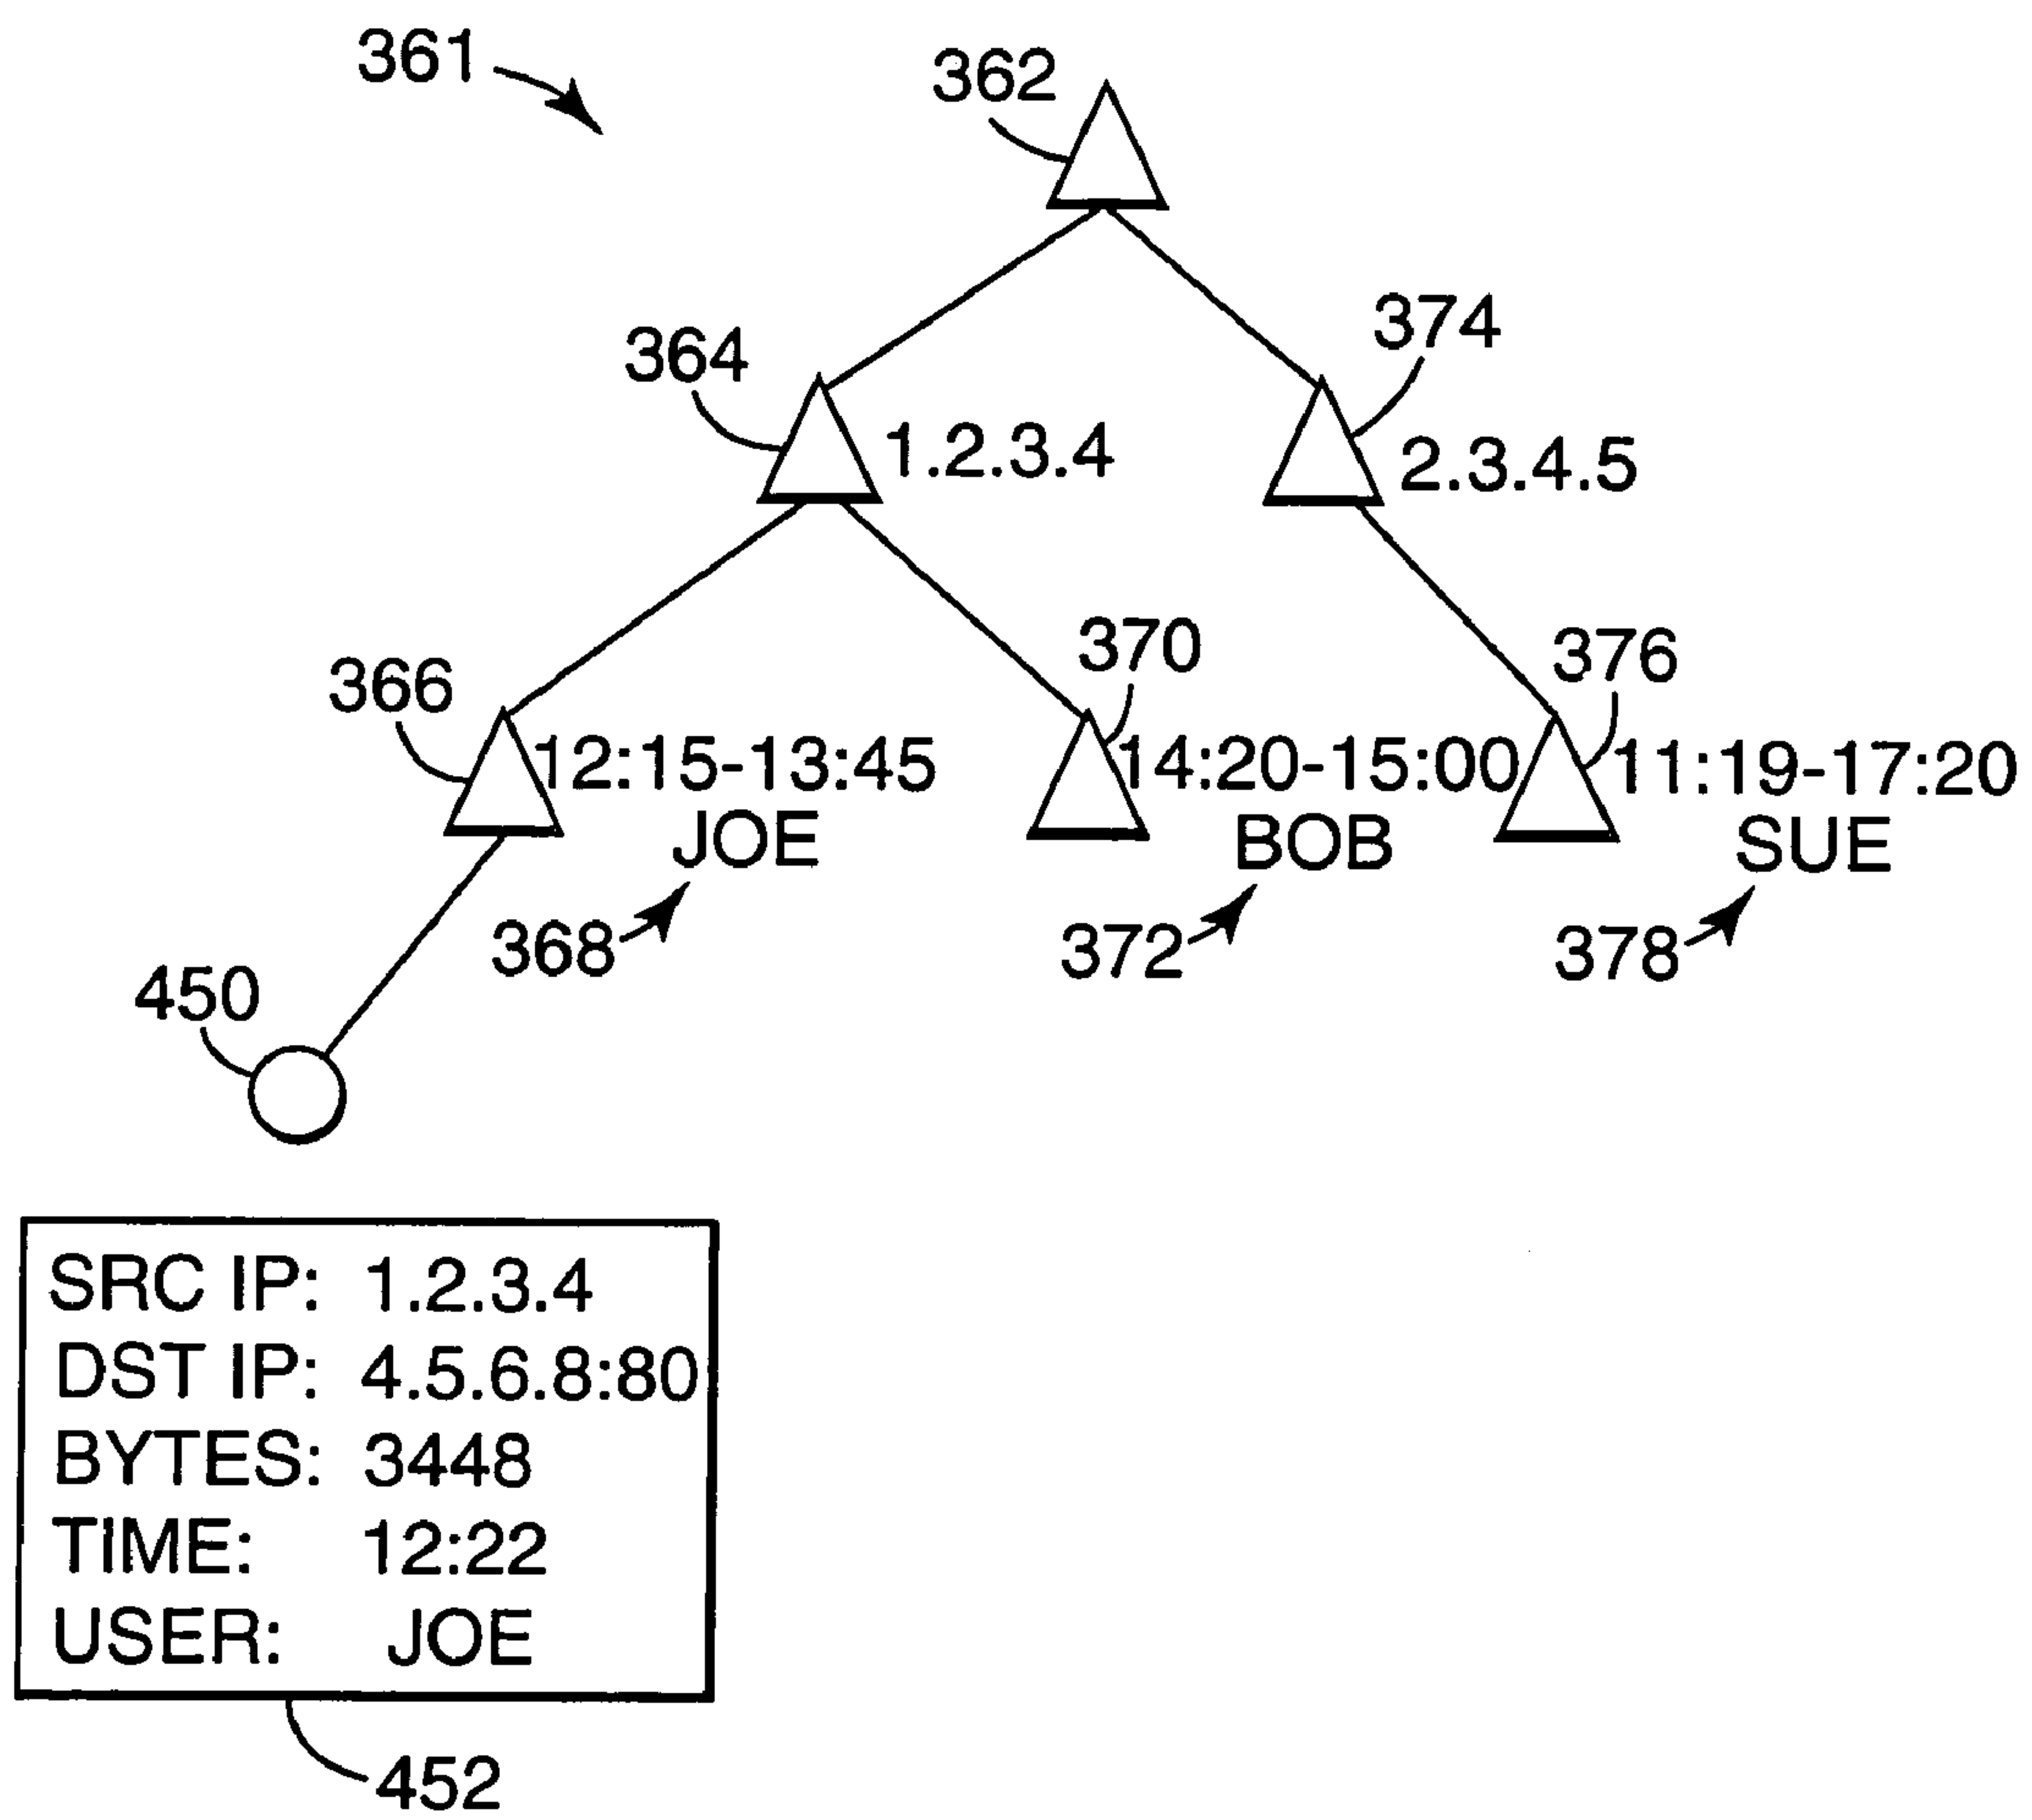 361
362
364
374
1.2.3.4
2.3.4.5
366
370
376
12:15-13:45
14:20-15:00
11:19-17:20
JOE
BOB
SUE
368
372
378
450
SRC IP: 1.2.3.4
DST IP: 4.5.6.8:80
BYTES: 3448
TIME: 12:22
USER: JOE
452